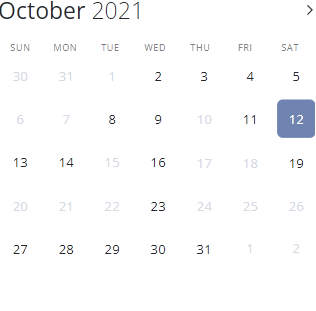 October 2021
SUN MON TUE WED THU FRI SAT
30 31 1 2 3 4 5
6 7 8 9 10 11 12
13 14 15 16 17 18 19
20 21 22 23 24 25 26
27 28 29 30 31 1 2